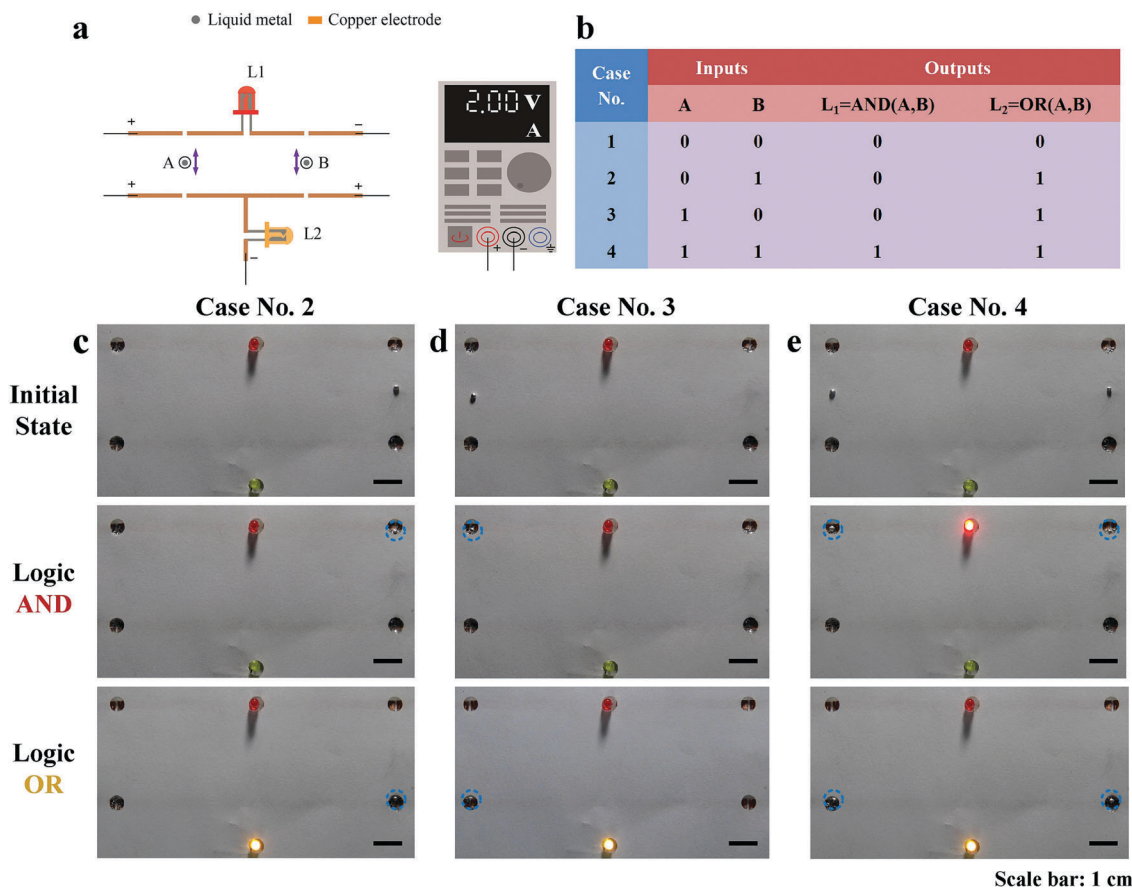 a
Liquid metal
Copper electrode
L1
+
−
A
B
+
+
L2
−
2.00 V
A
+
−
b
Case No.
Inputs
Outputs
A
B
L₁=AND(A,B)
L₂=OR(A,B)
1 0 0 0 0
2 0 1 0 1
3 1 0 0 1
4 1 1 1 1
Case No. 2
Case No. 3
Case No. 4
c
d
e
Initial
State
Logic
AND
Logic
OR
Scale bar: 1 cm